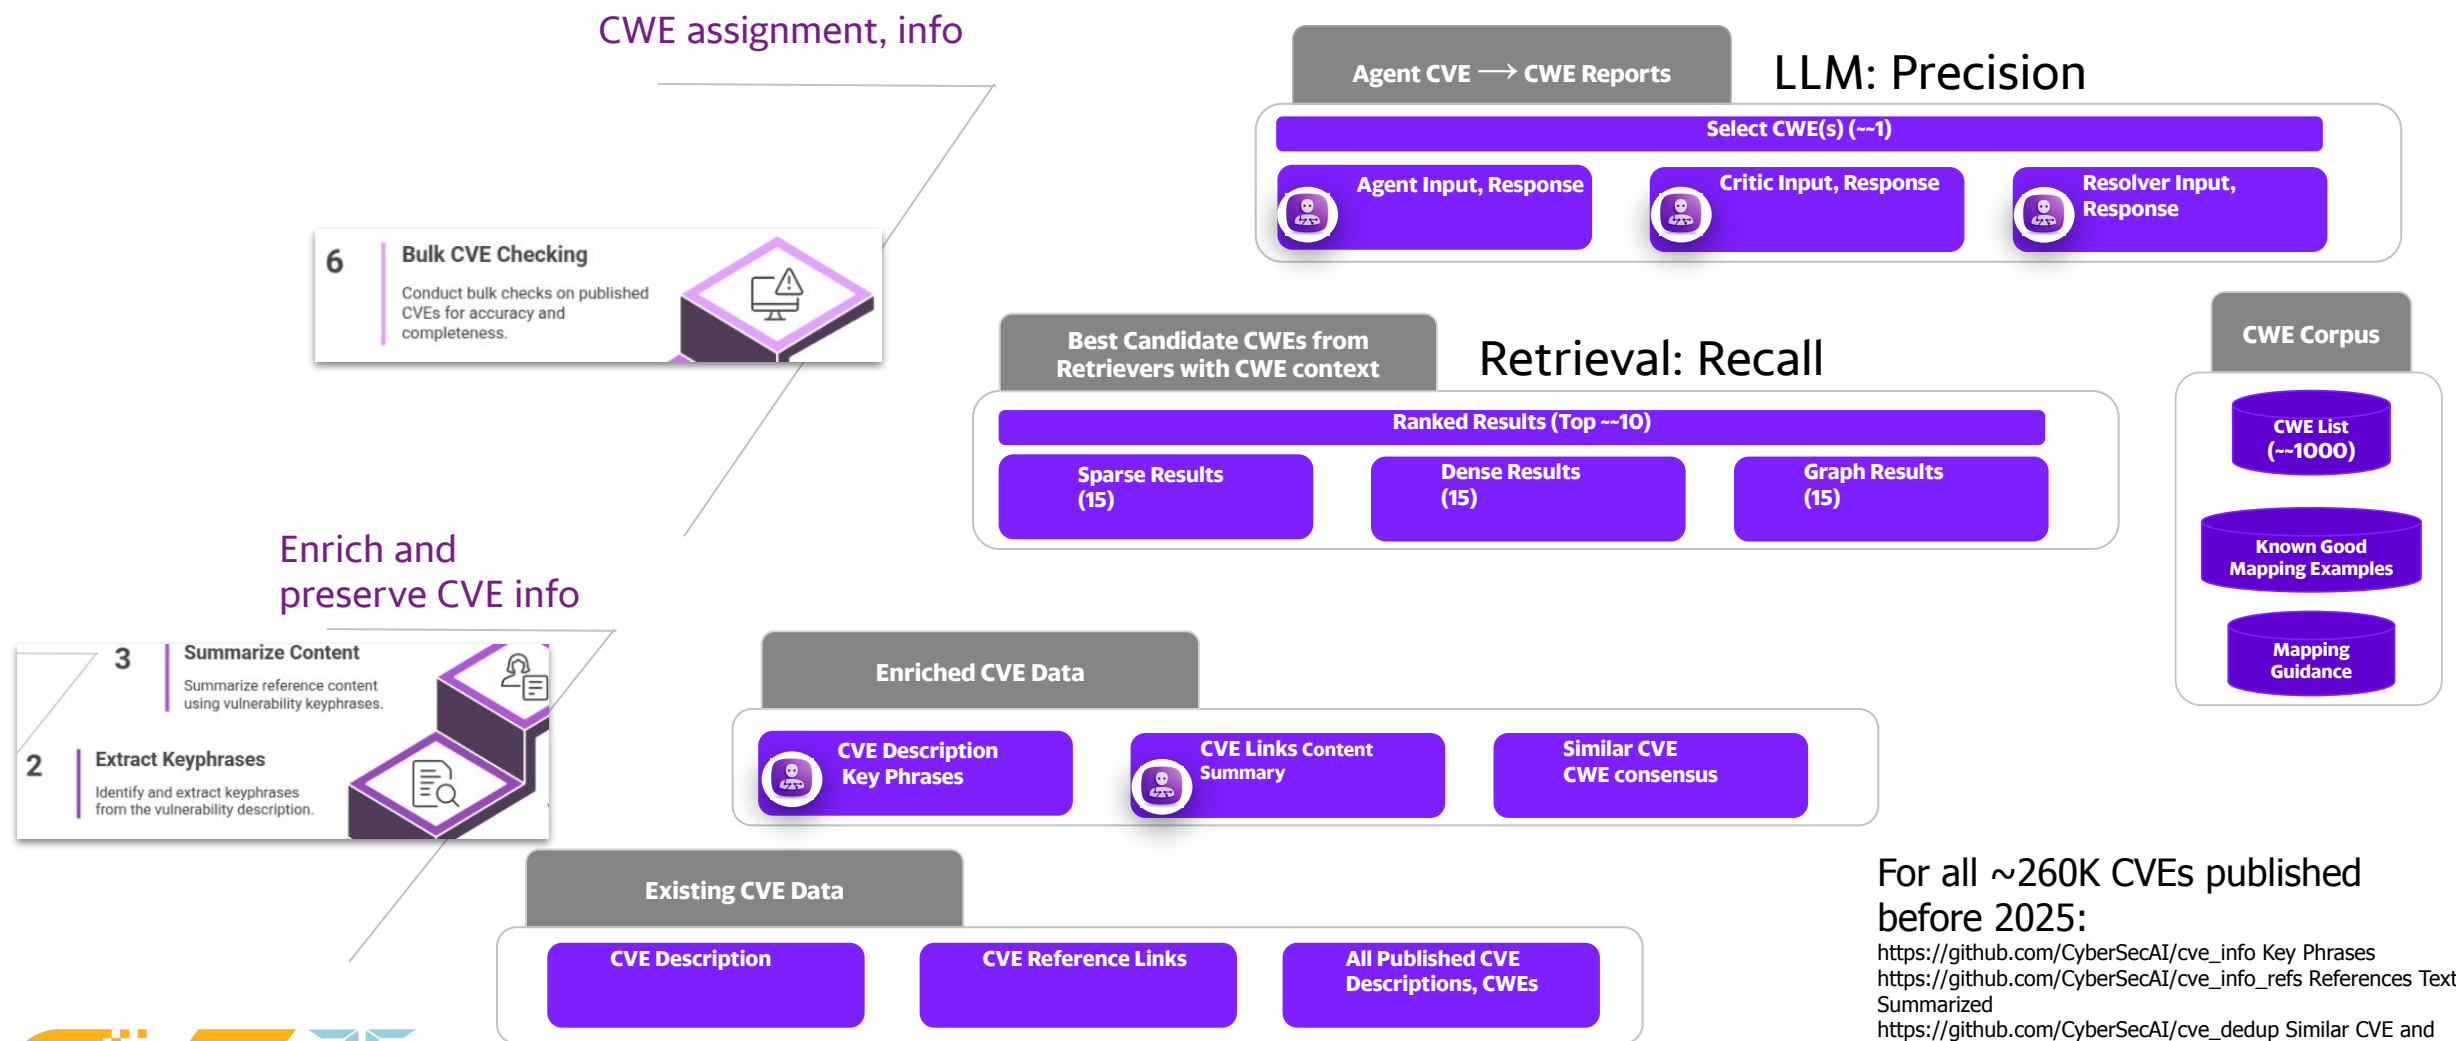 CWE assignment, info
Agent CVE → CWE Reports
LLM: Precision
Select CWE(s) (~~1)
Agent Input, Response
Critic Input, Response
Resolver Input,
Response
6
Bulk CVE Checking
Conduct bulk checks on published
CVEs for accuracy and
completeness.
Best Candidate CWEs from
Retrievers with CWE context
Retrieval: Recall
Ranked Results (Top ~~10)
Sparse Results
(15)
Dense Results
(15)
Graph Results
(15)
CWE Corpus
CWE List
(~~1000)
Known Good
Mapping Examples
Mapping
Guidance
Enrich and
preserve CVE info
3
Summarize Content
Summarize reference content
using vulnerability keyphrases.
2
Extract Keyphrases
Identify and extract keyphrases
from the vulnerability description.
Enriched CVE Data
CVE Description
Key Phrases
CVE Links Content
Summary
Similar CVE
CWE consensus
Existing CVE Data
CVE Description
CVE Reference Links
All Published CVE
Descriptions, CWEs
For all ~260K CVEs published
before 2025:
https://github.com/CyberSecAI/cve_info Key Phrases
https://github.com/CyberSecAI/cve_info_refs References Text
Summarized
https://github.com/CyberSecAI/cve_dedup Similar CVE and